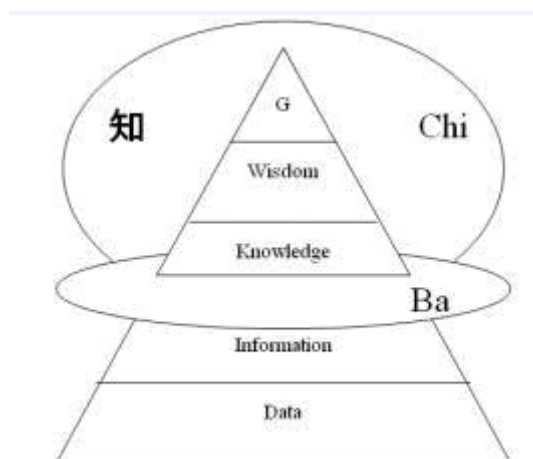 G
知
Chi
Wisdom
Knowledge
Ba
Information
Data